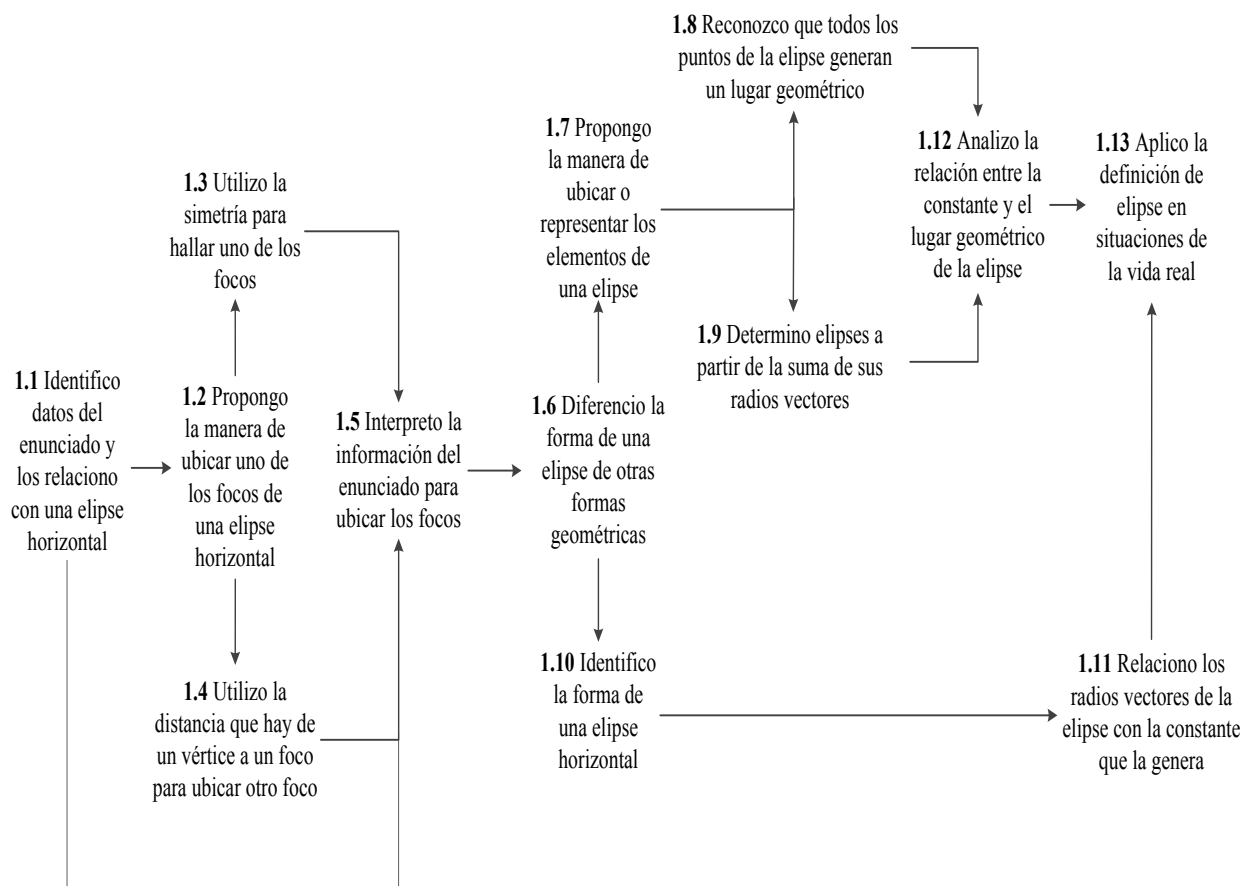 1.1 Identifico
datos del
enunciado y
los relaciono
con una elipse
horizontal
1.2 Propongo
la manera de
ubicar uno de
los focos de
una elipse
horizontal
1.3 Utilizo la
simetría para
hallar uno de los
focos
1.4 Utilizo la
distancia que hay de
un vértice a un foco
para ubicar otro foco
1.5 Interpreto la
información del
enunciado para
ubicar los focos
1.6 Diferencio la
forma de una
elipse de otras
formas
geométricas
1.7 Propongo
la manera de
ubicar o
representar los
elementos de
una elipse
1.8 Reconozco que todos los
puntos de la elipse generan
un lugar geométrico
1.9 Determino elipses a
partir de la suma de sus
radios vectores
1.10 Identifico
la forma de
una elipse
horizontal
1.11 Relaciono los
radios vectores de la
elipse con la constante
que la genera
1.12 Analizo la
relación entre la
constante y el
lugar geométrico
de la elipse
1.13 Aplico la
definición de
elipse en
situaciones de
la vida real